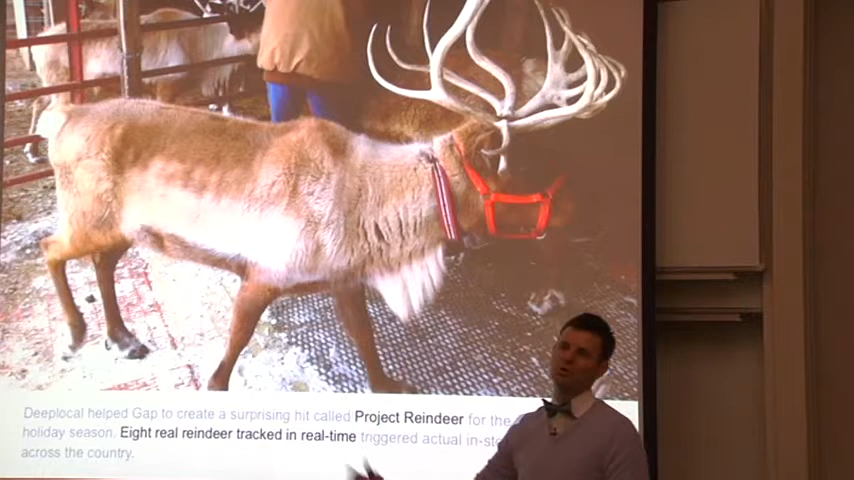 Deeplocal helped Gap to create a surprising hit called Project Reindeer for the
holiday season. Eight real reindeer tracked in real-time triggered actual
across the country.